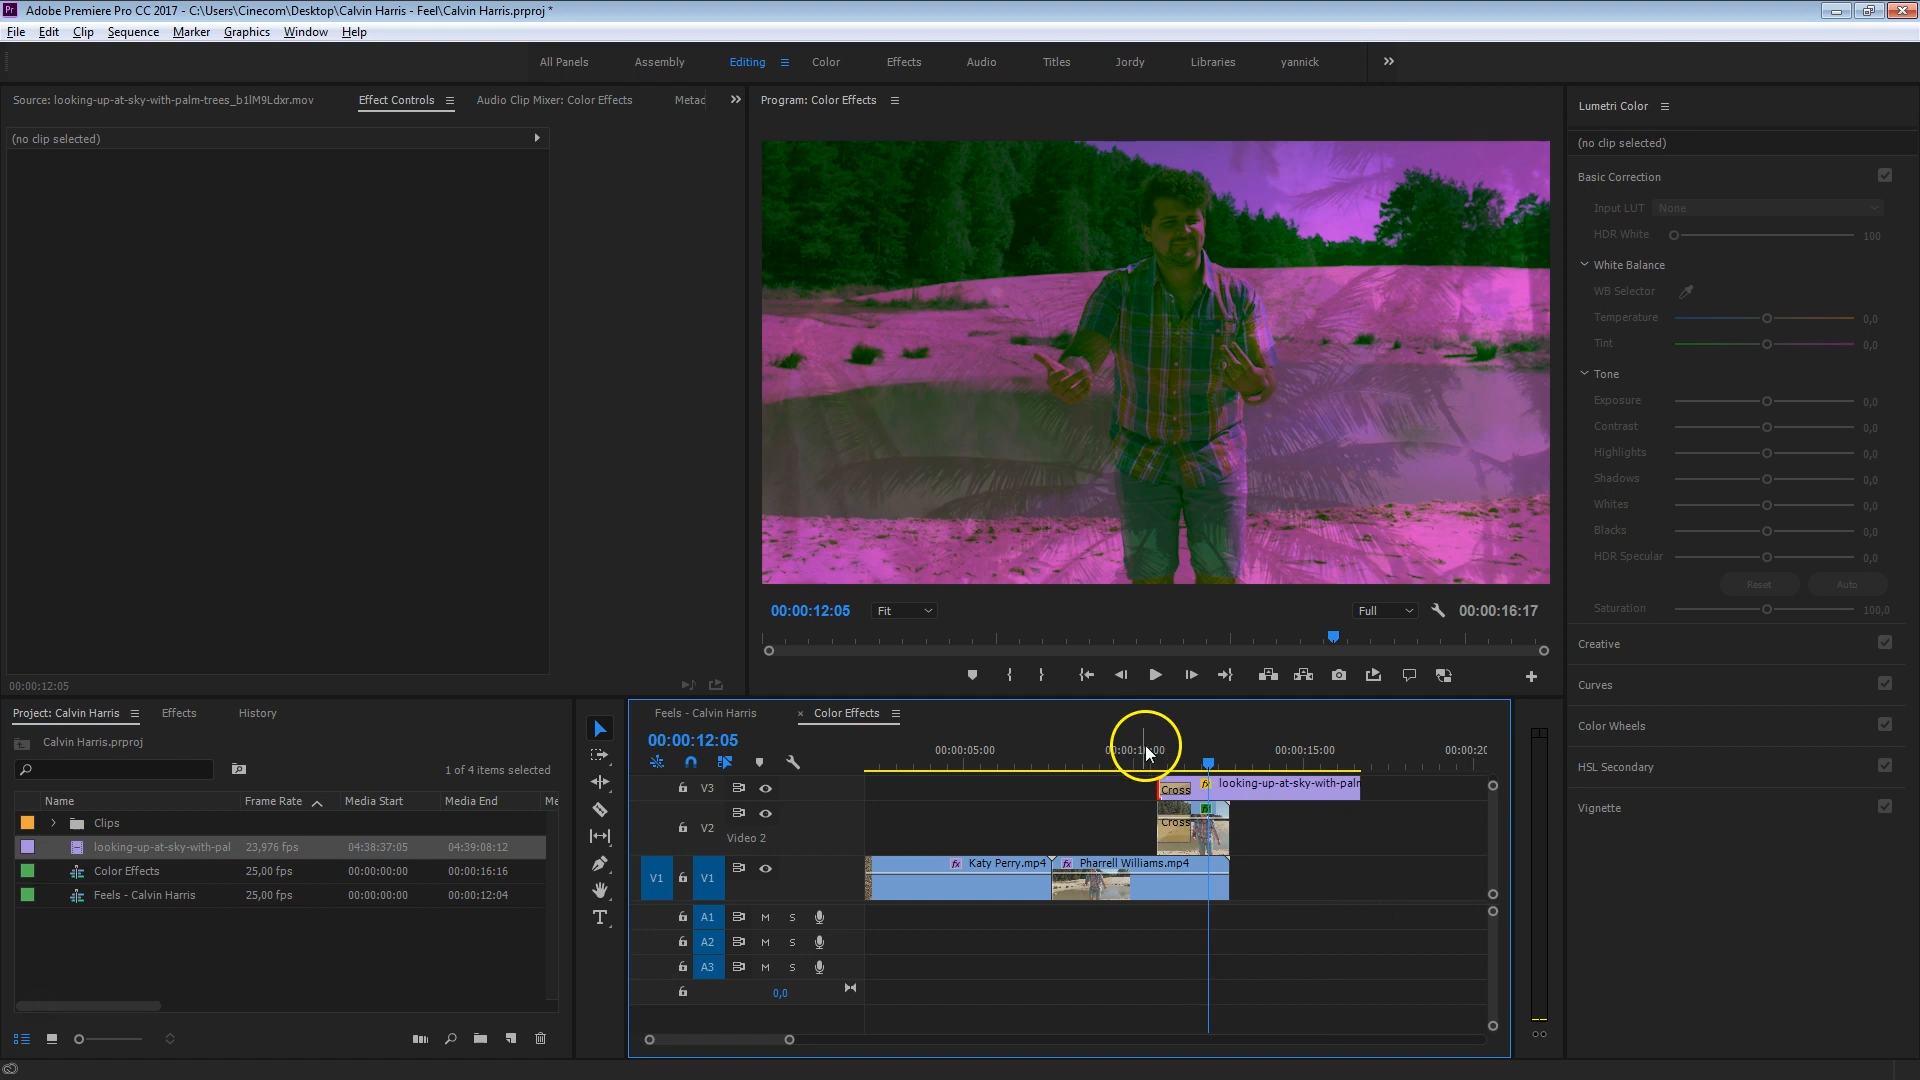 Adobe Premiere Pro CC 2017 - C:\Users\Cinecom\Desktop\Calvin Harris - Feel\Calvin Harris.prproj *
File Edit Clip Sequence Marker Graphics Window Help
All Panels Assembly Editing Color Effects Audio Titles Jordy Libraries yannick
Source: looking-up-at-sky-with-palm-trees_b1lM9Ldxr.mov Effect Controls Audio Clip Mixer: Color Effects Metac
Program: Color Effects
Lumetri Color
(no clip selected)
(no clip selected)
Basic Correction
Input LUT None
HDR White 100
White Balance
WB Selector
Temperature 0,0
Tint 0,0
Tone
Exposure 0,0
Contrast 0,0
Highlights 0,0
Shadows 0,0
Whites 0,0
Blacks 0,0
HDR Specular 0,0
Reset Auto
Saturation 100,0
Creative
Curves
Color Wheels
HSL Secondary
Vignette
00:00:12:05 Fit Full 00:00:16:17
00:00:12:05
Project: Calvin Harris Effects History
Calvin Harris.prproj
1 of 4 items selected
Name Frame Rate Media Start Media End Me
Clips
looking-up-at-sky-with-pal 23,976 fps 04:38:37:05 04:39:08:12
Color Effects 25,00 fps 00:00:00:00 00:00:16:16
Feels - Calvin Harris 25,00 fps 00:00:00:00 00:00:12:04
Feels - Calvin Harris × Color Effects
00:00:12:05
00:00:05:00 00:00:10:00 00:00:15:00 00:00:20
V3 Cross fx looking-up-at-sky-with-palr
V2 Video 2 Cross fx
V1 V1 fx Katy Perry.mp4 fx Pharrell Williams.mp4
A1 M S
A2 M S
A3 M S
0,0